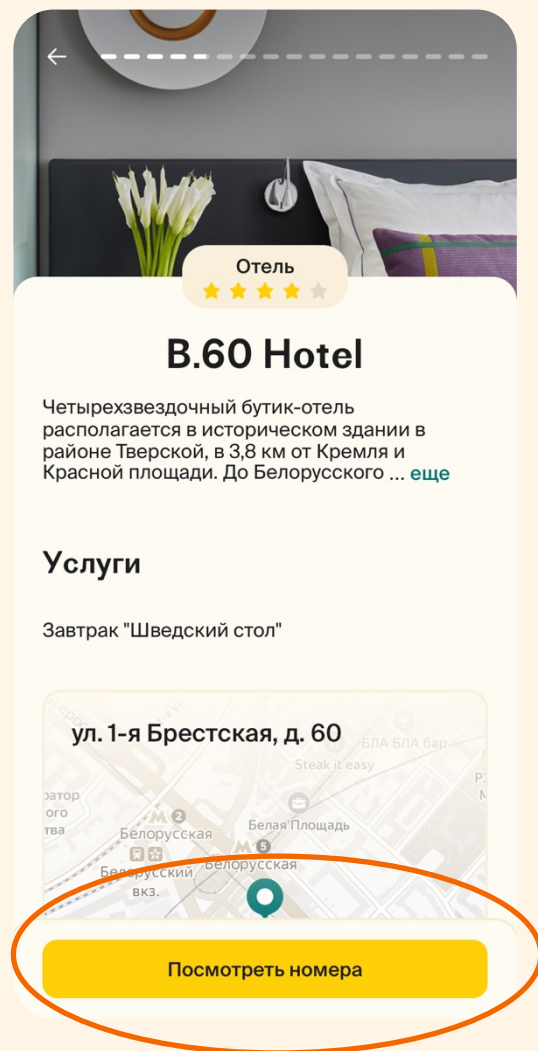 Отель
B.60 Hotel
Четырехзвездочный бутик-отель
располагается в историческом здании в
районе Тверской, в 3,8 км от Кремля и
Красной площади. До Белорусского ... еще
Услуги
Завтрак "Шведский стол"
ул. 1-я Брестская, д. 60
БЛА БЛА бар
Steak it easy
2
Белорусская
Белая Площадь
5
Белорусский
вкз.
Белорусская
Посмотреть номера